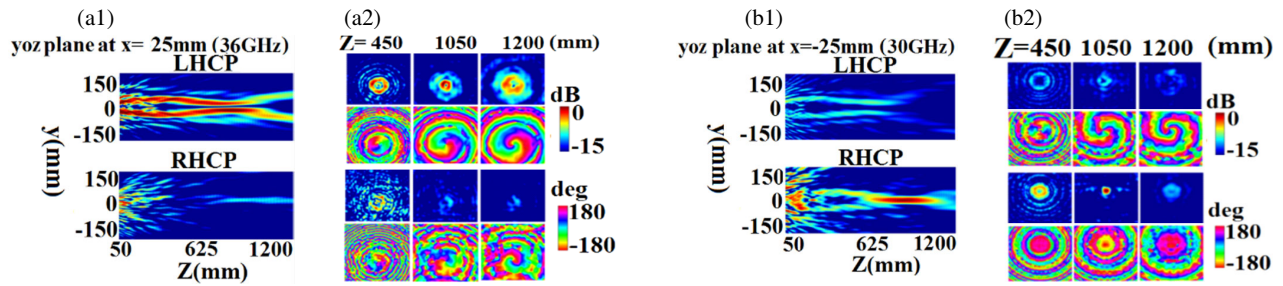 (a1)
yoz plane at x= 25mm (36GHz)
LHCP
150
0
-150
RHCP
150
0
-150
y(mm)
50 625 1200
Z(mm)
(a2)
Z= 450 1050 1200 (mm)
dB
0
-15
deg
180
-180
(b1)
yoz plane at x=-25mm (30GHz)
LHCP
150
0
-150
RHCP
150
0
-150
y(mm)
50 625 1200
Z(mm)
(b2)
Z=450 1050 1200 (mm)
dB
0
-15
deg
180
-180